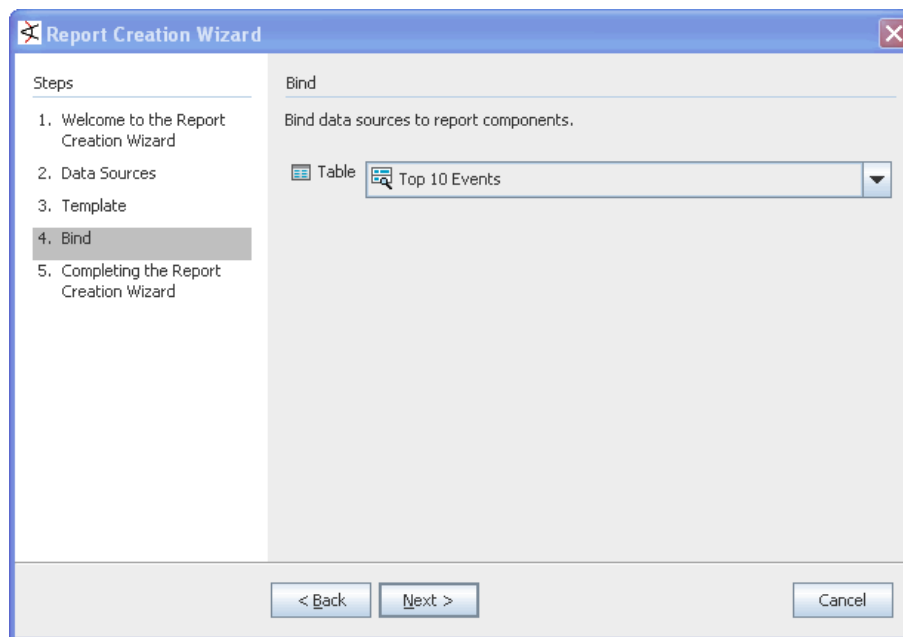 Report Creation Wizard
Steps
1. Welcome to the Report
Creation Wizard
2. Data Sources
3. Template
4. Bind
5. Completing the Report
Creation Wizard
Bind
Bind data sources to report components.
Table Top 10 Events
< Back Next > Cancel